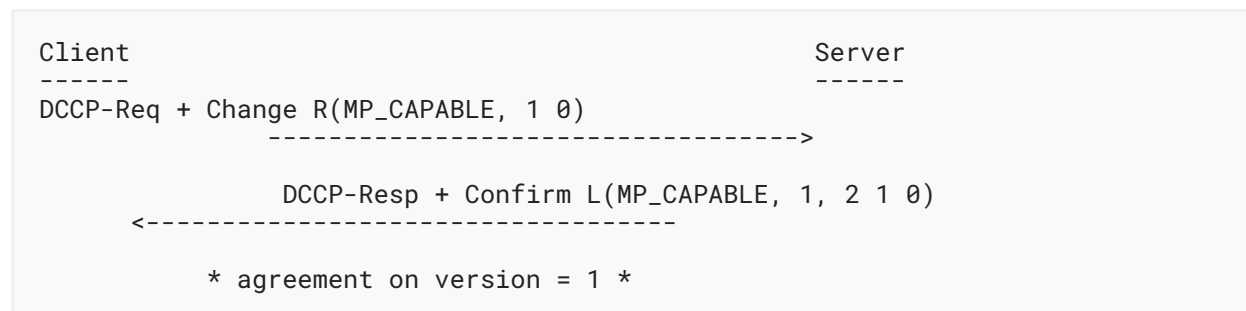 Client                                              Server
------                                              ------
DCCP-Req + Change R(MP_CAPABLE, 1 0)
----------------------------------->
DCCP-Resp + Confirm L(MP_CAPABLE, 1, 2 1 0)
<-----------------------------------
* agreement on version = 1 *